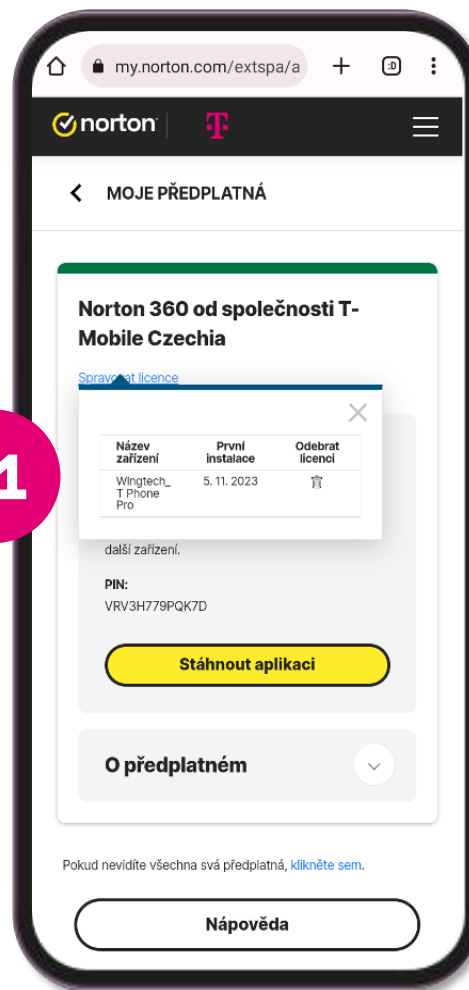 my.norton.com/extspa/a
:D
norton
T
MOJE PŘEDPLATNÁ
Norton 360 od společnosti T-
Mobile Czechia
Spravovat licence
Název zařízení První instalace Odebrat licenci
Wingtech_ T Phone Pro 5. 11. 2023
1
další zařízení.
PIN:
VRV3H779PQK7D
Stáhnout aplikaci
O předplatném
Pokud nevidíte všechna svá předplatná, klikněte sem.
Nápověda